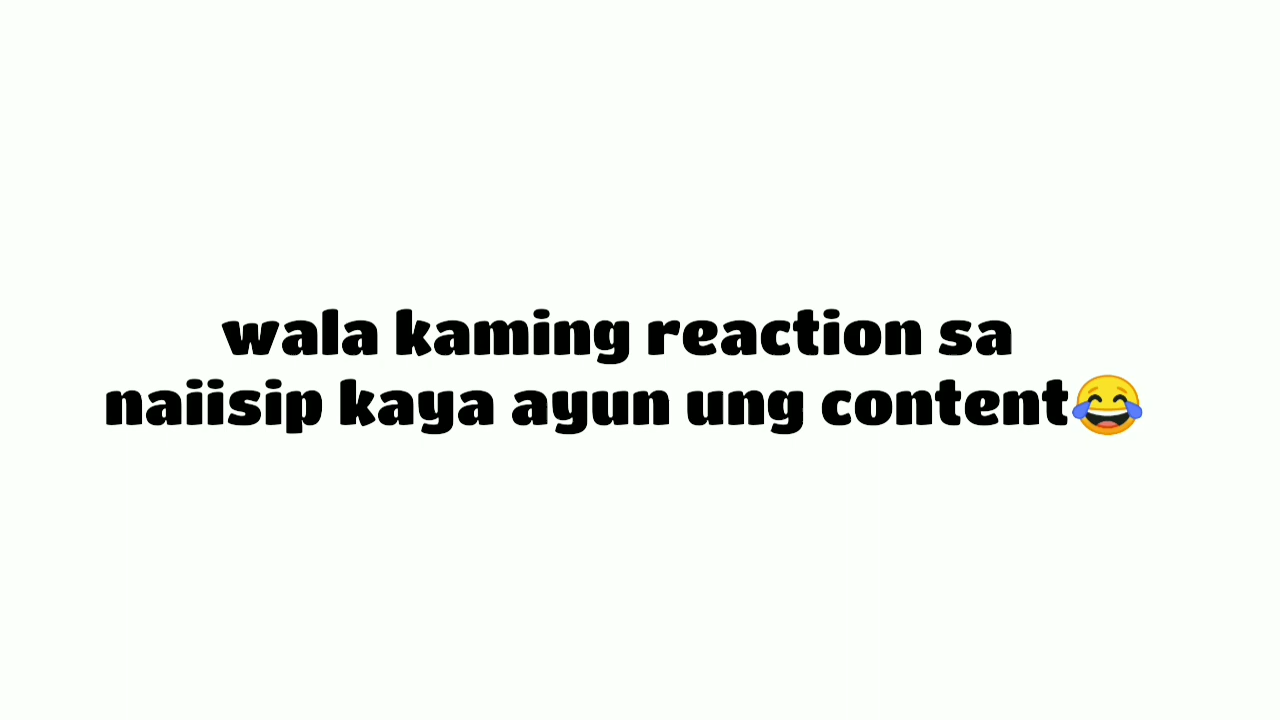 wala kaming reaction sa
naiisip kaya ayun ung content😂